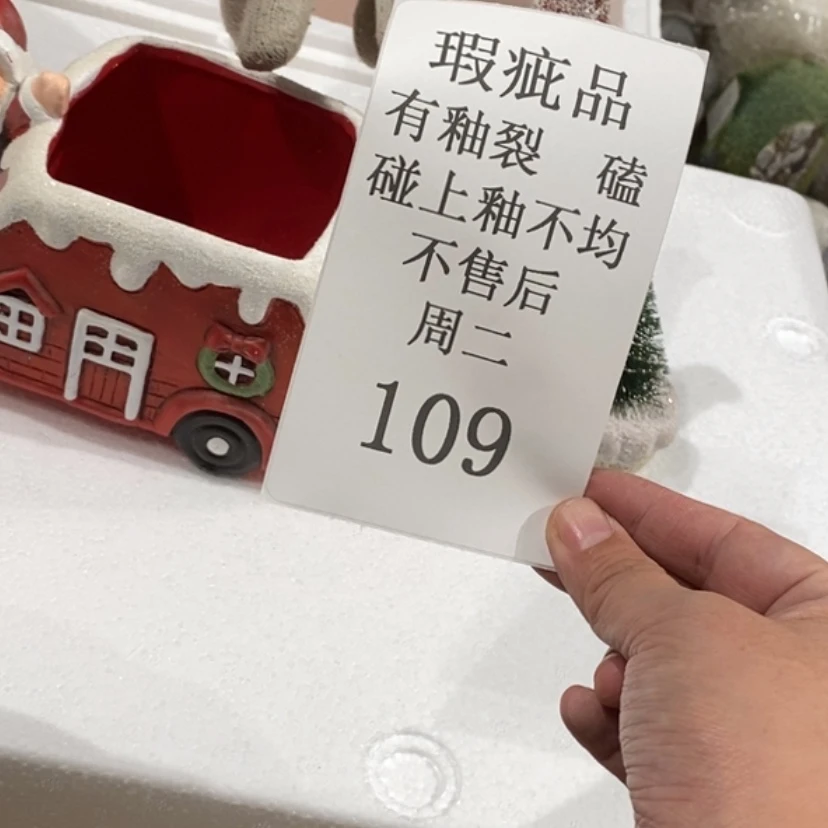 瑕疵品
有釉裂 磕
碰上釉不均
不售后
周二
109